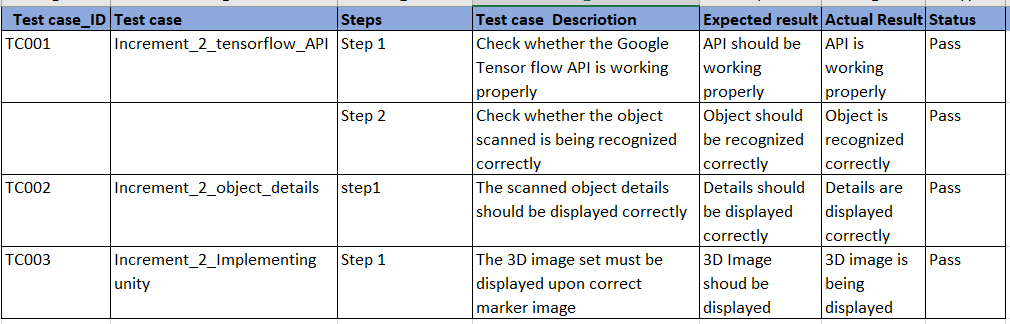 Test case_ID Test case Steps Test case Descriotion Expected result Actual Result Status
TC001 Increment_2_tensorflow_API Step 1 Check whether the Google API should be API is Pass
Tensor flow API is working working working
properly properly properly
Step 2 Check whether the object Object should Object is Pass
scanned is being recognized be recognized recognized
correctly correctly correctly
TC002 Increment_2_object_details step1 The scanned object details Details should Details are Pass
should be displayed correctly be displayed displayed
correctly correctly
TC003 Increment_2_Implementing Step 1 The 3D image set must be 3D Image 3D image is Pass
unity displayed upon correct shoud be being
marker image displayed displayed